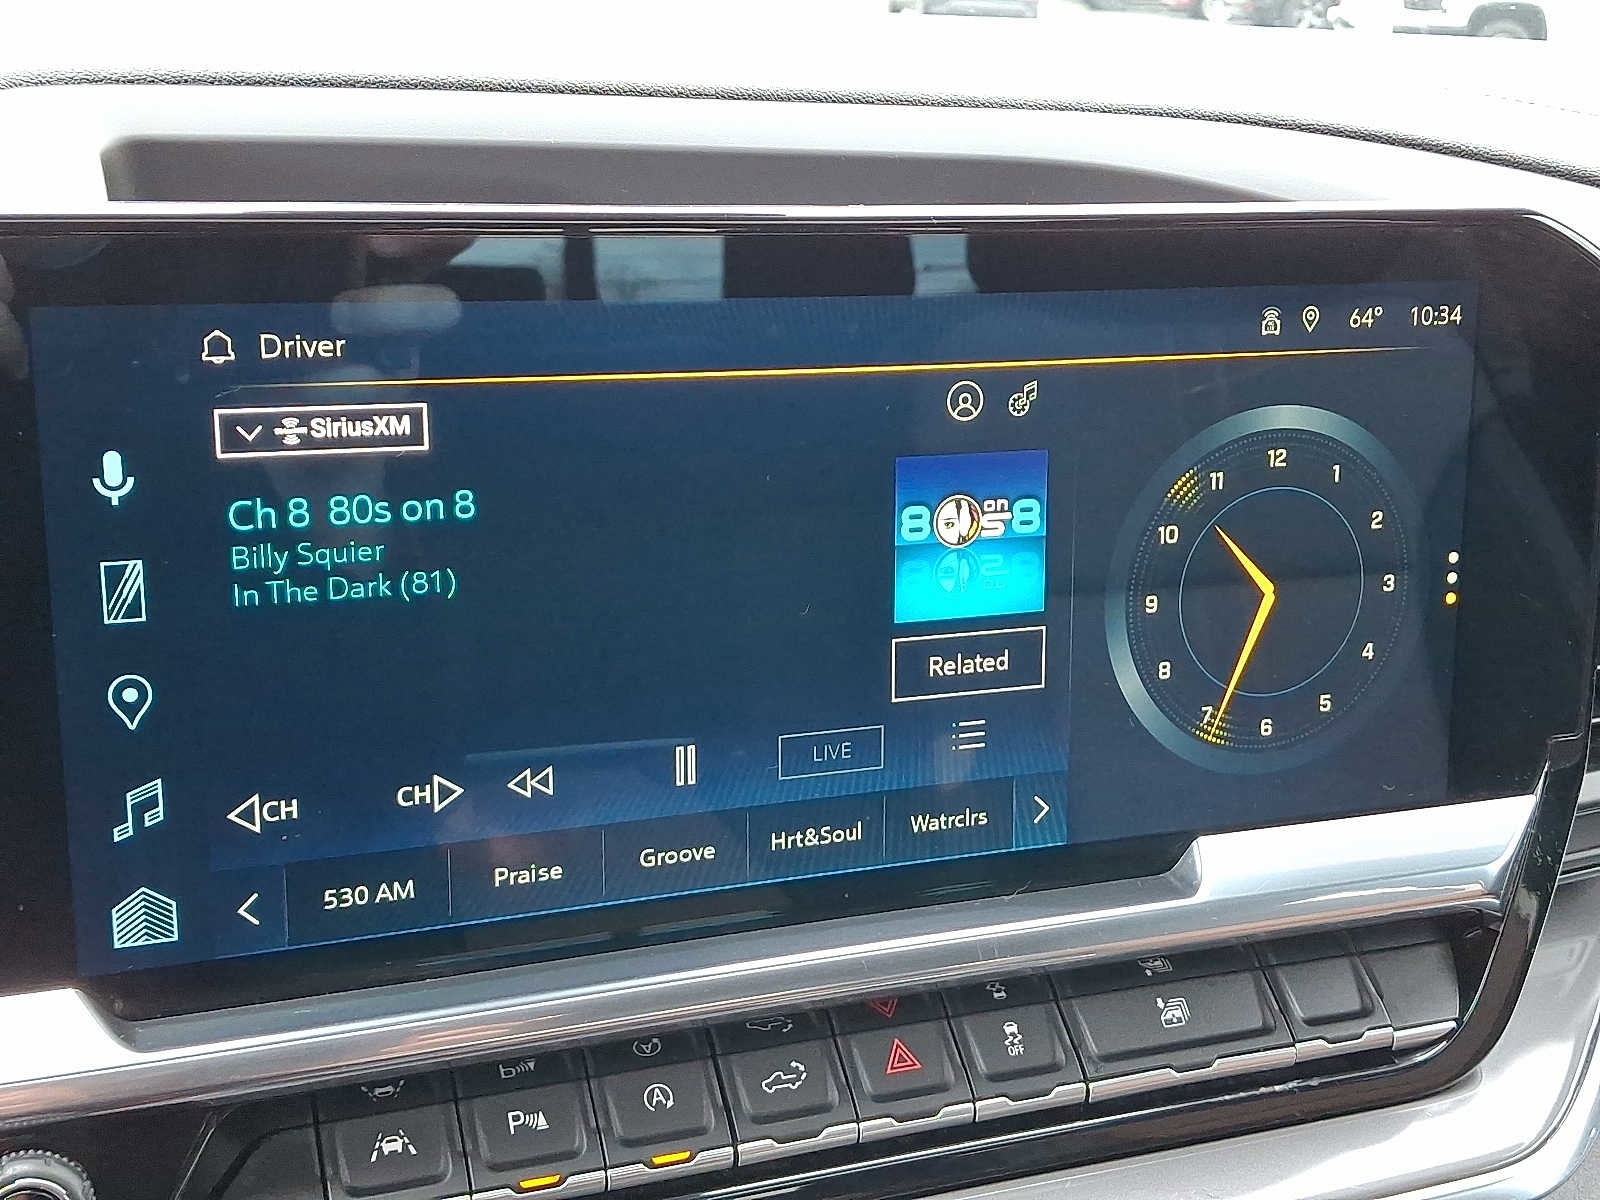 Driver
64° 10:34
SiriusXM
Ch 8 80s on 8
Billy Squier
In The Dark (81)
80s on 8
Related
12
1
2
3
4
5
6
7
8
9
10
11
CH
CH
LIVE
530 AM
Praise
Groove
Hrt&Soul
Watrclrs
P
A
OFF